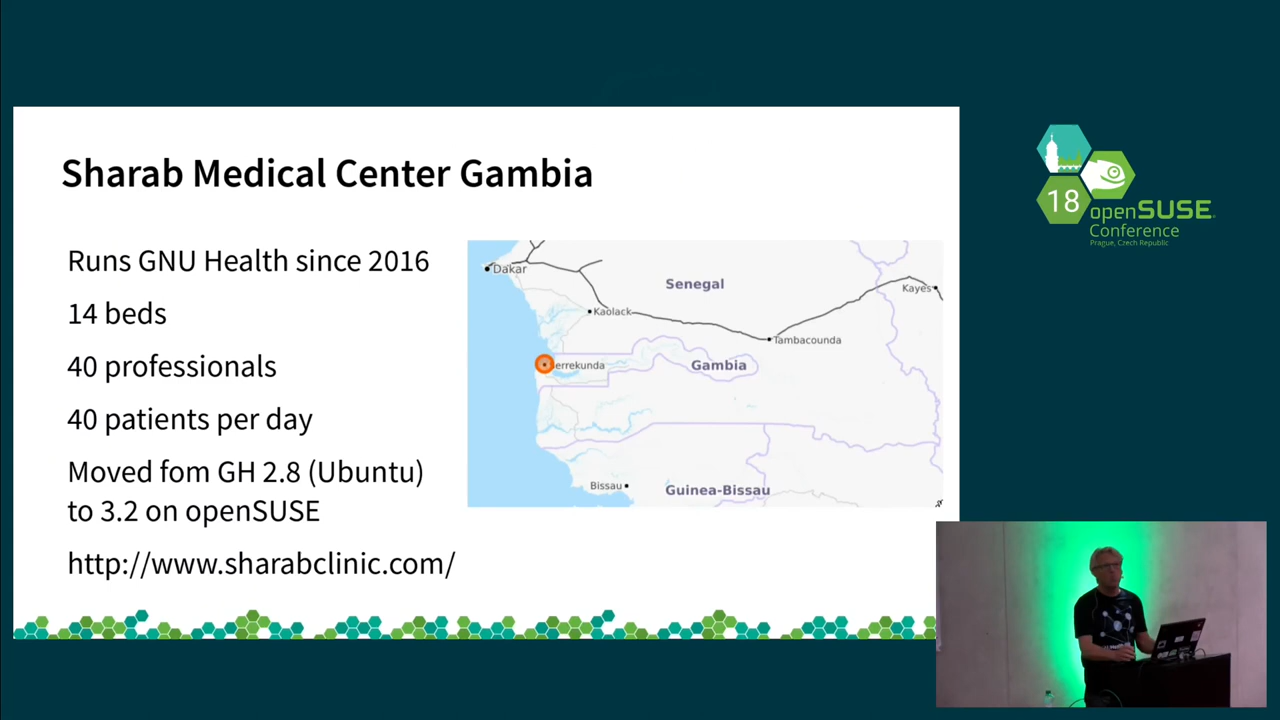 Sharab Medical Center Gambia
Runs GNU Health since 2016
14 beds
40 professionals
40 patients per day
Moved fom GH 2.8 (Ubuntu)
to 3.2 on openSUSE
http://www.sharabclinic.com/
Dakar
Senegal
Kayes
Kaolack
Tambacounda
errekunda
Gambia
Bissau
Guinea-Bissau
18
openSUSE
Conference
Prague, Czech Republic